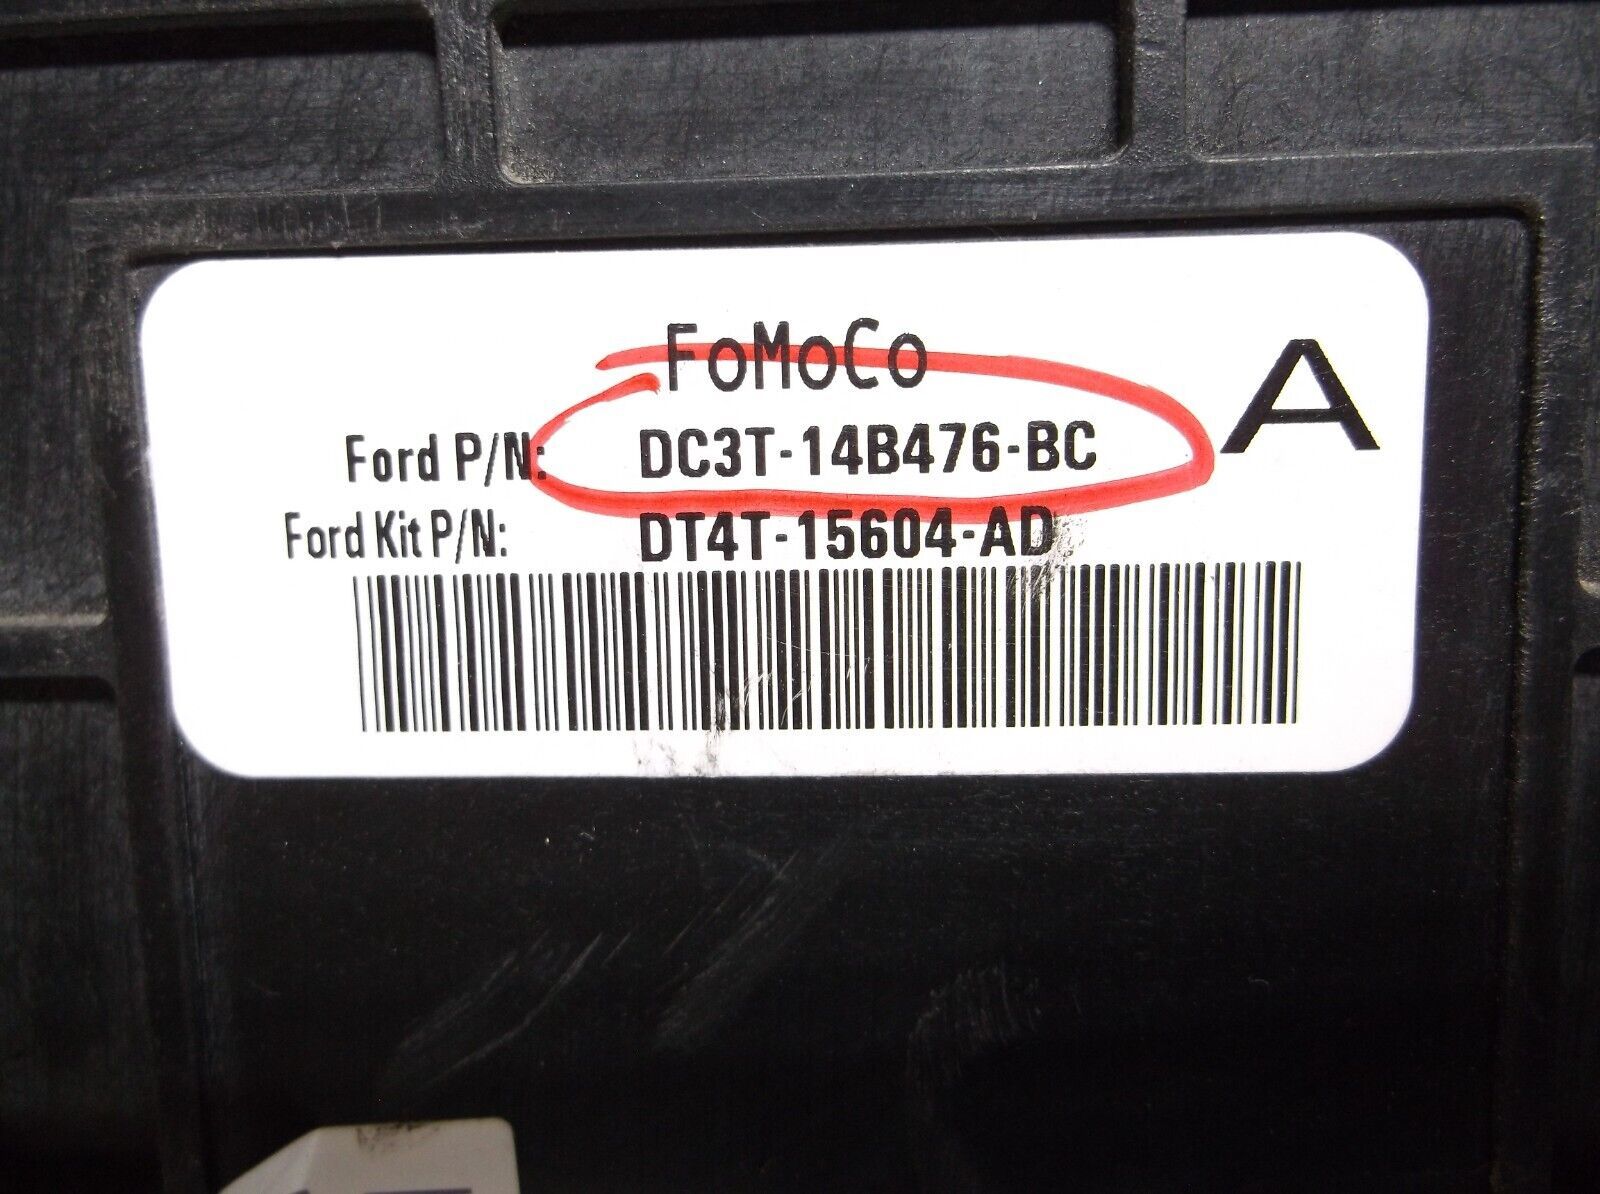 FoMoCo
A
Ford P/N: DC3T-14B476-BC
Ford Kit P/N: DT4T-15604-AD